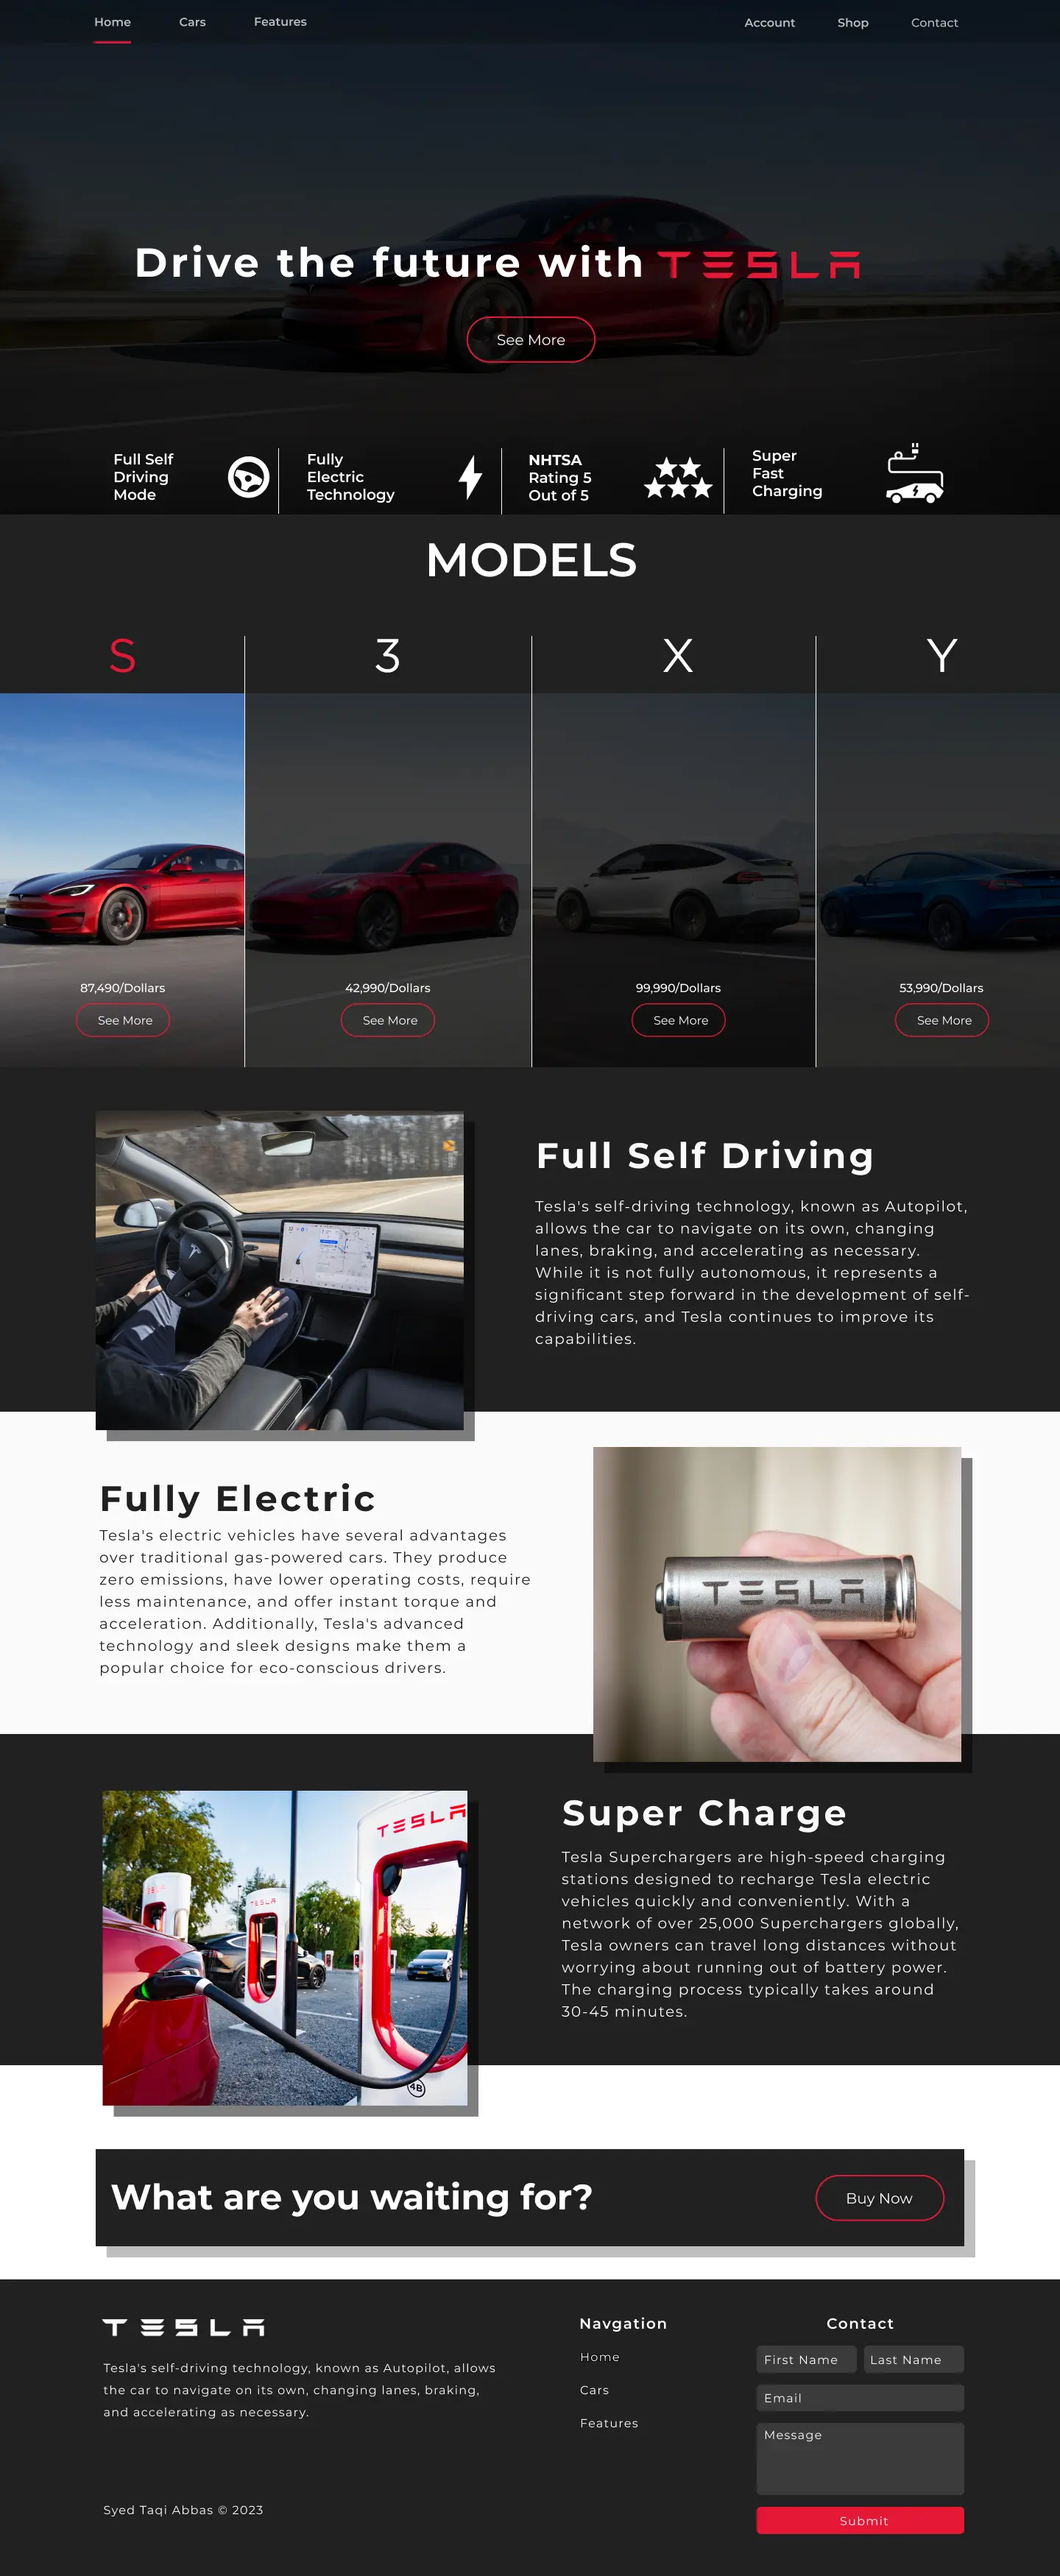 Home Cars Features Account Shop Contact
Drive the future with TESLA
See More
Full Self
Driving
Mode
Fully
Electric
Technology
NHTSA
Rating 5
Out of 5
Super
Fast
Charging
MODELS
S 3 X Y
87,490/Dollars 42,990/Dollars 99,990/Dollars 53,990/Dollars
See More See More See More See More
Full Self Driving
Tesla's self-driving technology, known as Autopilot,
allows the car to navigate on its own, changing
lanes, braking, and accelerating as necessary.
While it is not fully autonomous, it represents a
significant step forward in the development of self-
driving cars, and Tesla continues to improve its
capabilities.
Fully Electric
Tesla's electric vehicles have several advantages
over traditional gas-powered cars. They produce
zero emissions, have lower operating costs, require
less maintenance, and offer instant torque and
acceleration. Additionally, Tesla's advanced
technology and sleek designs make them a
popular choice for eco-conscious drivers.
TESLA
TESLA
TESLA
TESLA
4B
Super Charge
Tesla Superchargers are high-speed charging
stations designed to recharge Tesla electric
vehicles quickly and conveniently. With a
network of over 25,000 Superchargers globally,
Tesla owners can travel long distances without
worrying about running out of battery power.
The charging process typically takes around
30-45 minutes.
What are you waiting for?
Buy Now
TESLA
Tesla's self-driving technology, known as Autopilot, allows
the car to navigate on its own, changing lanes, braking,
and accelerating as necessary.
Syed Taqi Abbas © 2023
Navgation
Home
Cars
Features
Contact
First Name Last Name
Email
Message
Submit